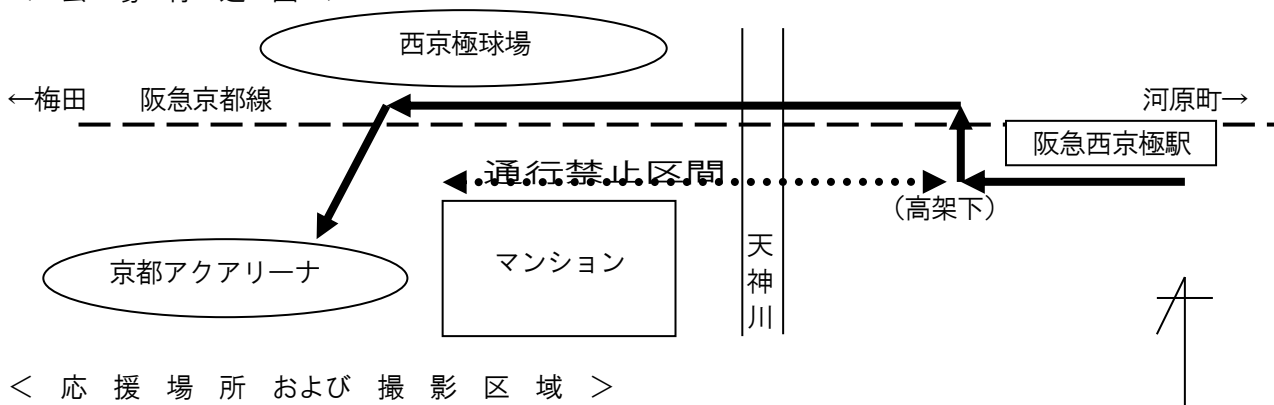 西京極球場
←梅田 阪急京都線 河原町→
阪急西京極駅
通行禁止区間
（高架下）
京都アクアリーナ
マンション
天神川
＜ 応 援 場 所 および 撮 影 区 域 ＞